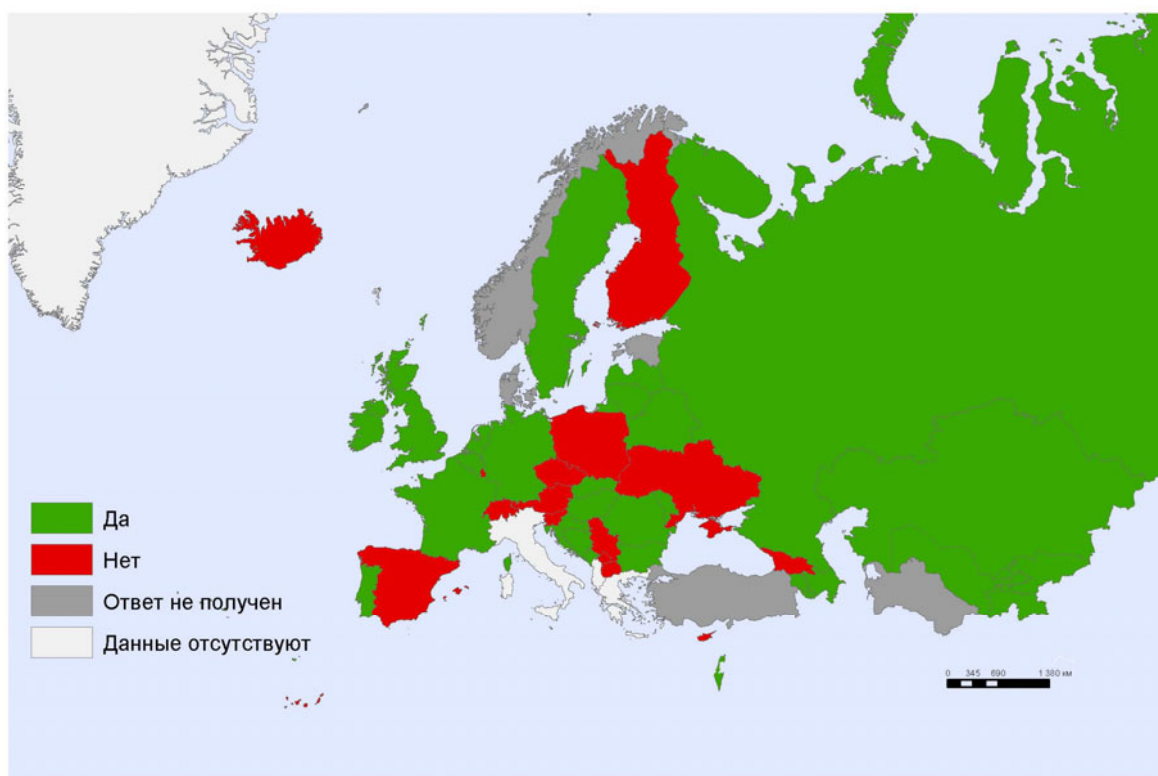 Да
Нет
Ответ не получен
Данные отсутствуют
0 345 690 1 380 км